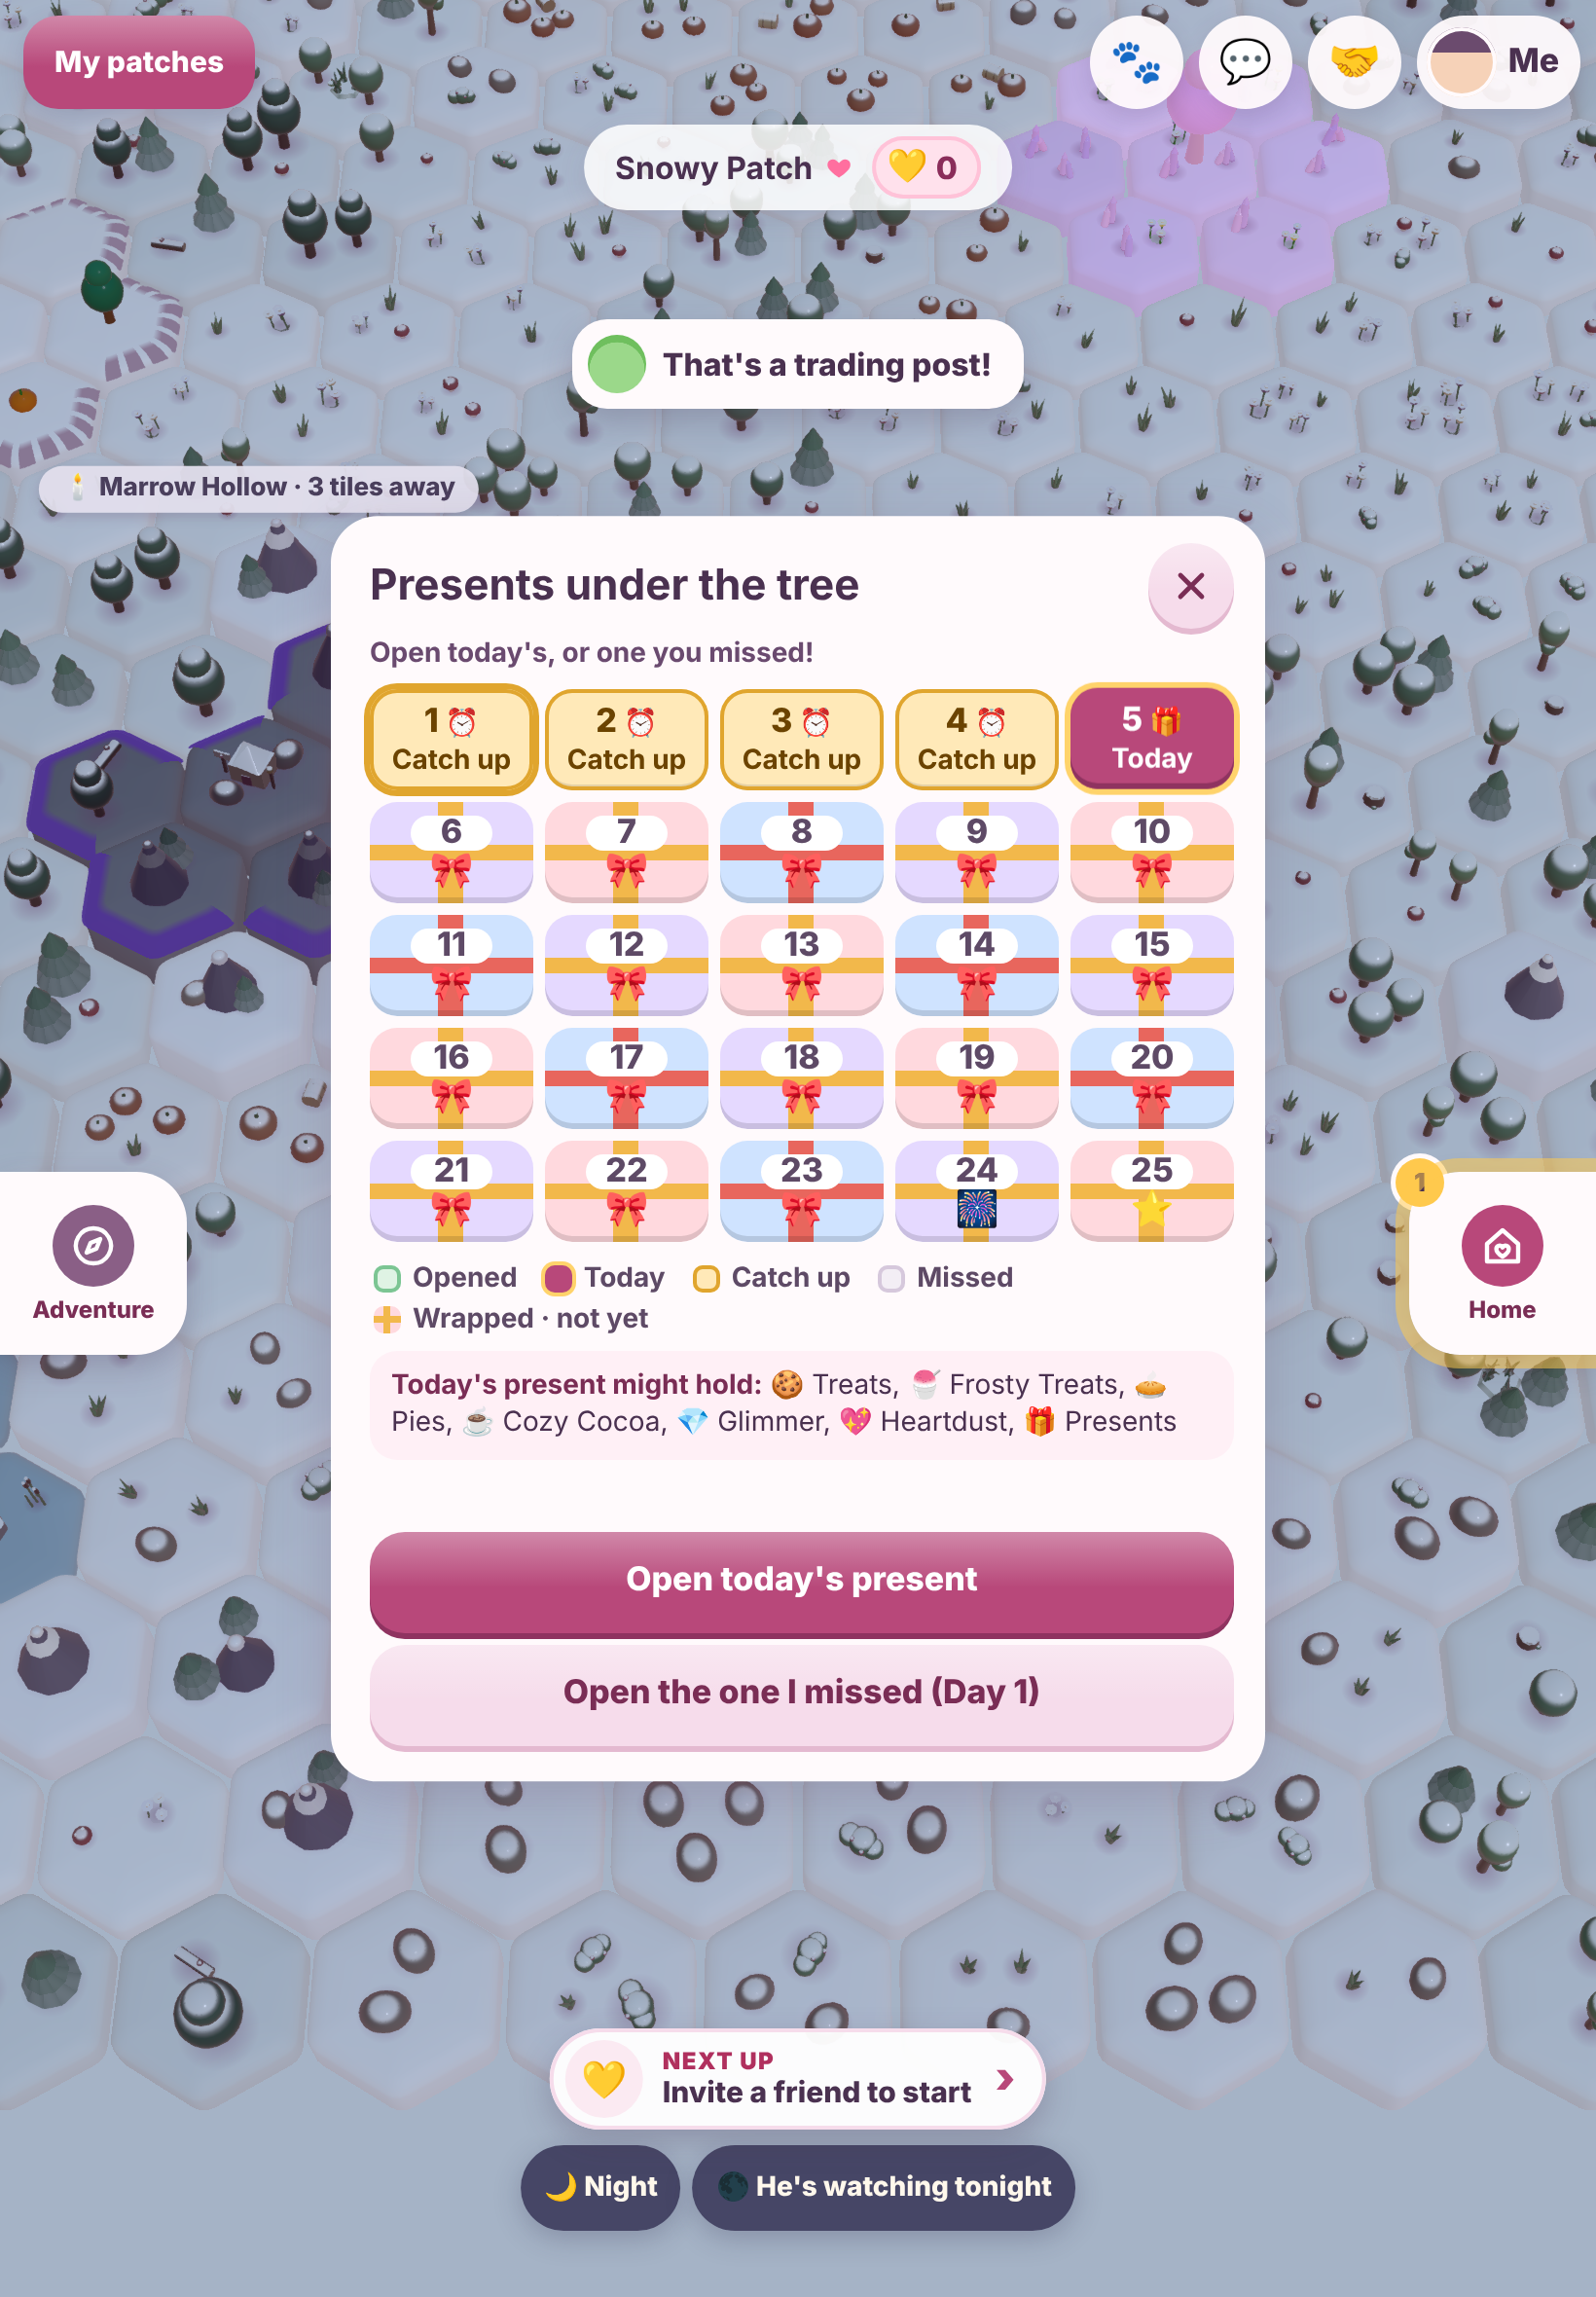 My patches
Me
Snowy Patch 0
That's a trading post!
Marrow Hollow · 3 tiles away
Presents under the tree
Open today's, or one you missed!
1 Catch up
2 Catch up
3 Catch up
4 Catch up
5 Today
6 7 8 9 10
11 12 13 14 15
16 17 18 19 20
21 22 23 24 25
Opened Today Catch up Missed
Wrapped · not yet
Today's present might hold: Treats, Frosty Treats,
Pies, Cozy Cocoa, Glimmer, Heartdust, Presents
Adventure
1
Home
Open today's present
Open the one I missed (Day 1)
NEXT UP
Invite a friend to start
Night
He's watching tonight